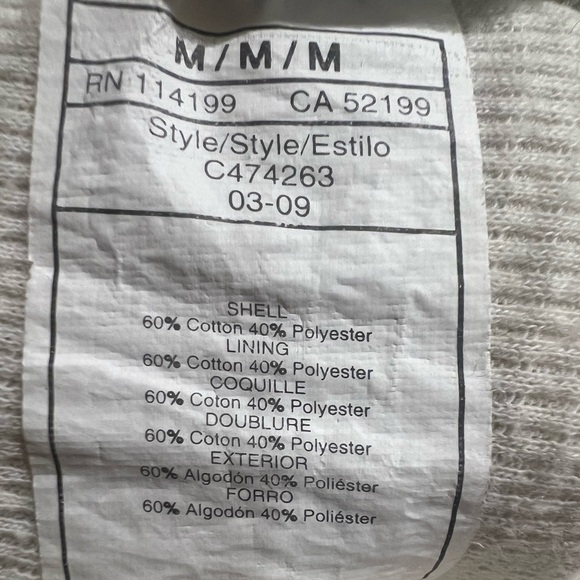 M/M/M
RN 114199 CA 52199
Style/Style/Estilo
C474263
03-09
SHELL
60% Cotton 40% Polyester
LINING
60% Cotton 40% Polyester
COQUILLE
60% Coton 40% Polyester
DOUBLURE
60% Coton 40% Polyester
EXTERIOR
60% Algodón 40% Poliéster
FORRO
60% Algodón 40% Poliéster